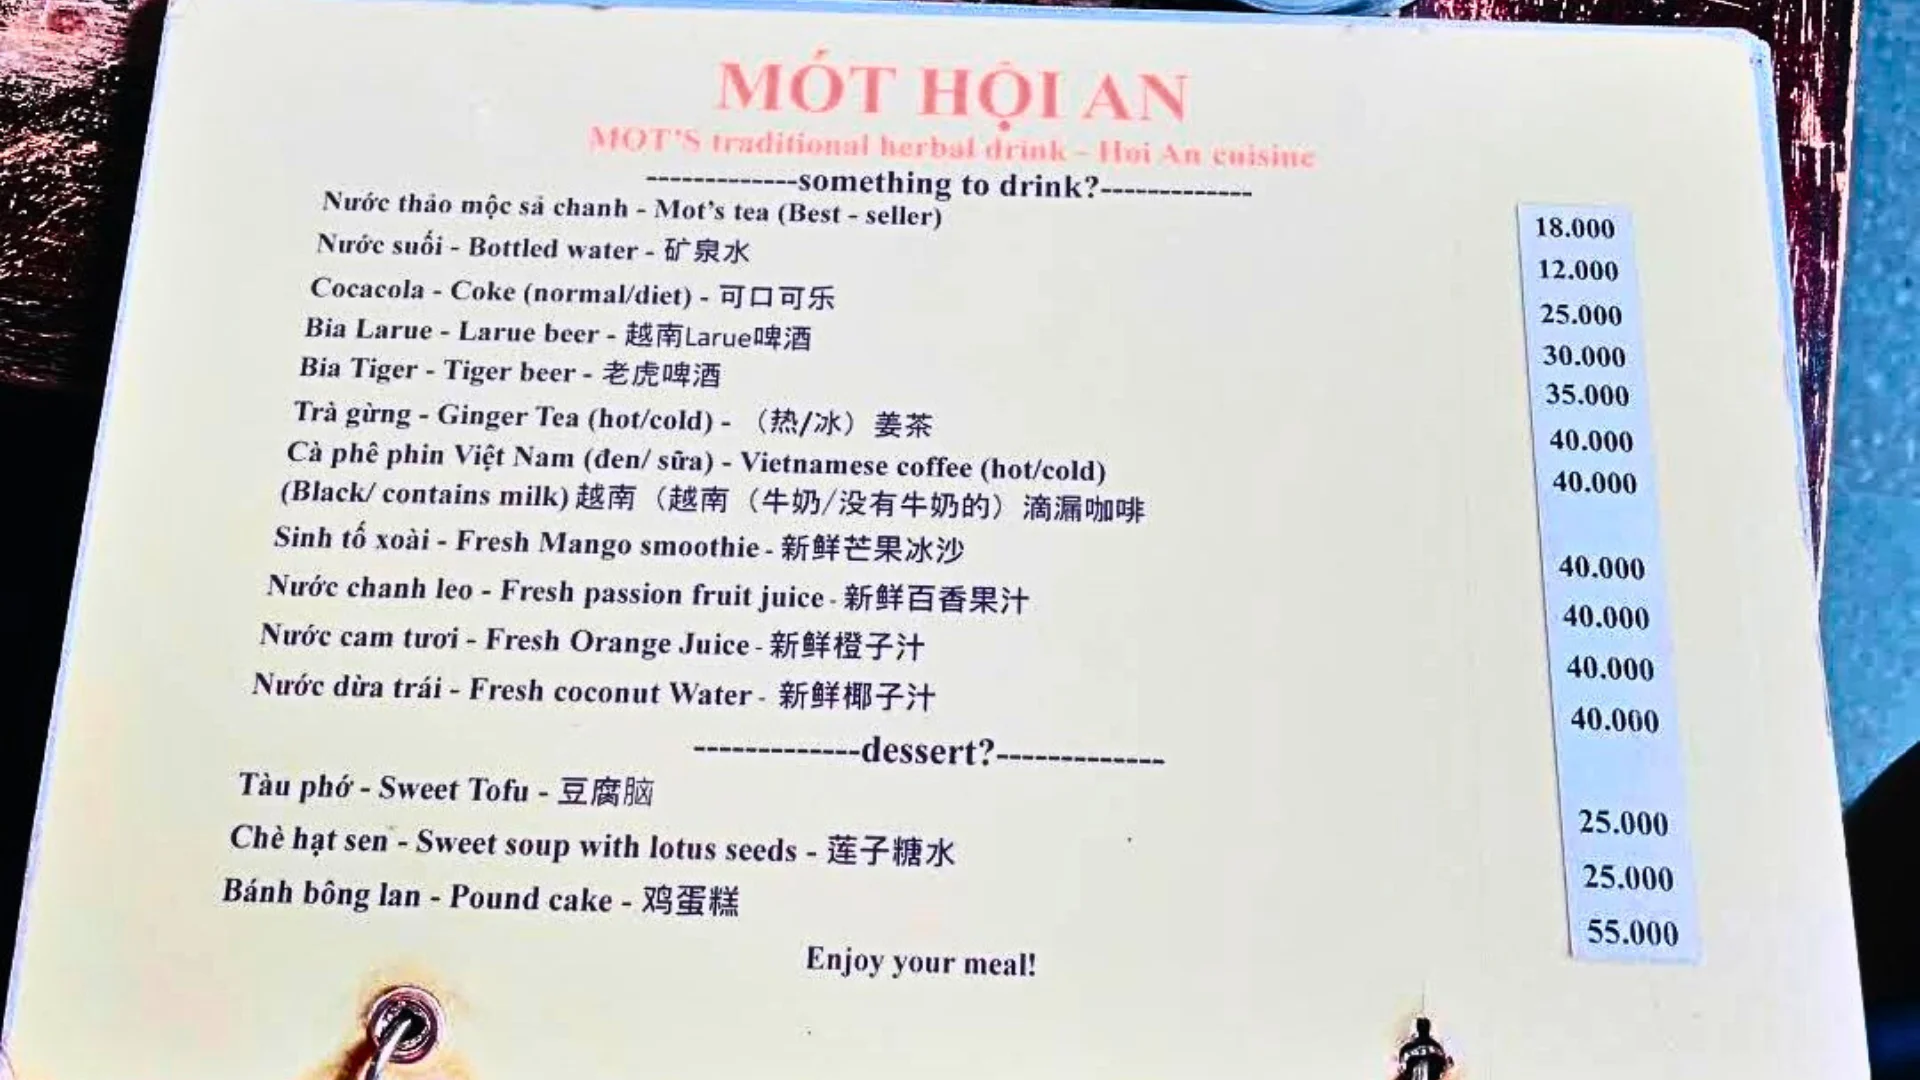 MÓT HỘI AN
MOT'S traditional herbal drink - Hoi An cuisine
-------------something to drink?-------------
Nước thảo mộc sả chanh - Mot's tea (Best - seller) 18.000
Nước suối - Bottled water - 矿泉水 12.000
Cocacola - Coke (normal/diet) - 可口可乐 25.000
Bia Larue - Larue beer - 越南Larue啤酒 30.000
Bia Tiger - Tiger beer - 老虎啤酒 35.000
Trà gừng - Ginger Tea (hot/cold) - （热/冰）姜茶 40.000
Cà phê phin Việt Nam (đen/ sữa) - Vietnamese coffee (hot/cold) 40.000
(Black/ contains milk) 越南（越南（牛奶/没有牛奶的）滴漏咖啡
Sinh tố xoài - Fresh Mango smoothie - 新鲜芒果冰沙 40.000
Nước chanh leo - Fresh passion fruit juice - 新鲜百香果汁 40.000
Nước cam tươi - Fresh Orange Juice - 新鲜橙子汁 40.000
Nước dừa trái - Fresh coconut Water - 新鲜椰子汁 40.000
-------------dessert?-------------
Tàu phớ - Sweet Tofu - 豆腐脑 25.000
Chè hạt sen - Sweet soup with lotus seeds - 莲子糖水 25.000
Bánh bông lan - Pound cake - 鸡蛋糕 55.000
Enjoy your meal!